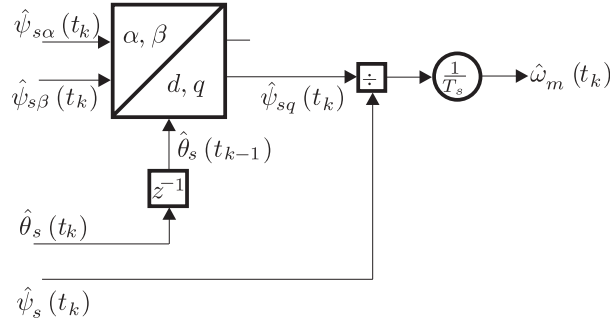 ψ̂sα (tk)
α, β
d, q
ψ̂sβ (tk)
ψ̂sq (tk)
÷
1/Ts
ω̂m (tk)
θ̂s (tk−1)
z−1
θ̂s (tk)
ψ̂s (tk)